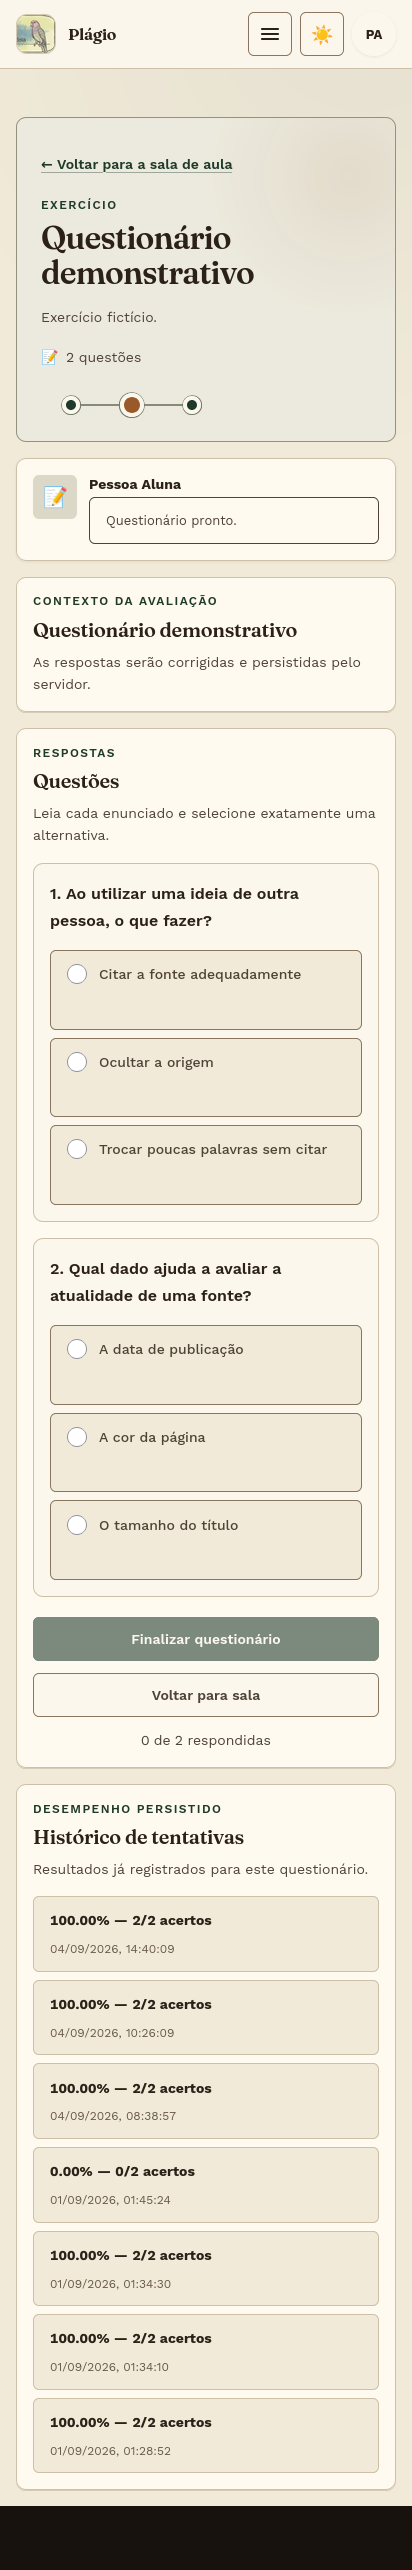 Plágio
PA
← Voltar para a sala de aula
EXERCÍCIO
Questionário
demonstrativo
Exercício fictício.
2 questões
Pessoa Aluna
Questionário pronto.
CONTEXTO DA AVALIAÇÃO
Questionário demonstrativo
As respostas serão corrigidas e persistidas pelo
servidor.
RESPOSTAS
Questões
Leia cada enunciado e selecione exatamente uma
alternativa.
1. Ao utilizar uma ideia de outra
pessoa, o que fazer?
Citar a fonte adequadamente
Ocultar a origem
Trocar poucas palavras sem citar
2. Qual dado ajuda a avaliar a
atualidade de uma fonte?
A data de publicação
A cor da página
O tamanho do título
Finalizar questionário
Voltar para sala
0 de 2 respondidas
DESEMPENHO PERSISTIDO
Histórico de tentativas
Resultados já registrados para este questionário.
100.00% — 2/2 acertos
04/09/2026, 14:40:09
100.00% — 2/2 acertos
04/09/2026, 10:26:09
100.00% — 2/2 acertos
04/09/2026, 08:38:57
0.00% — 0/2 acertos
01/09/2026, 01:45:24
100.00% — 2/2 acertos
01/09/2026, 01:34:30
100.00% — 2/2 acertos
01/09/2026, 01:34:10
100.00% — 2/2 acertos
01/09/2026, 01:28:52